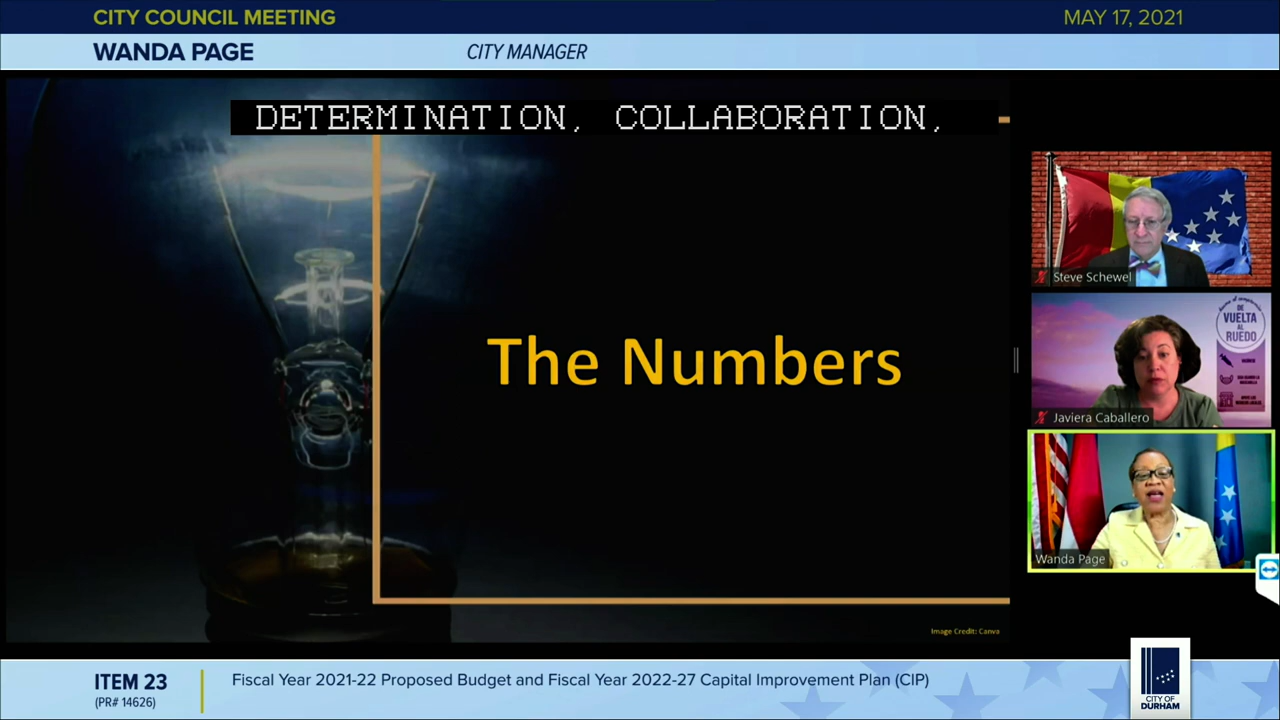 CITY COUNCIL MEETING
MAY 17, 2021
WANDA PAGE
CITY MANAGER
DETERMINATION, COLLABORATION,
The Numbers
Image Credit: Canva
Steve Schewel
DE
VUELTA
AL
RUEDO
Javiera Caballero
Wanda Page
ITEM 23
(PR# 14626)
Fiscal Year 2021-22 Proposed Budget and Fiscal Year 2022-27 Capital Improvement Plan (CIP)
CITY OF
DURHAM